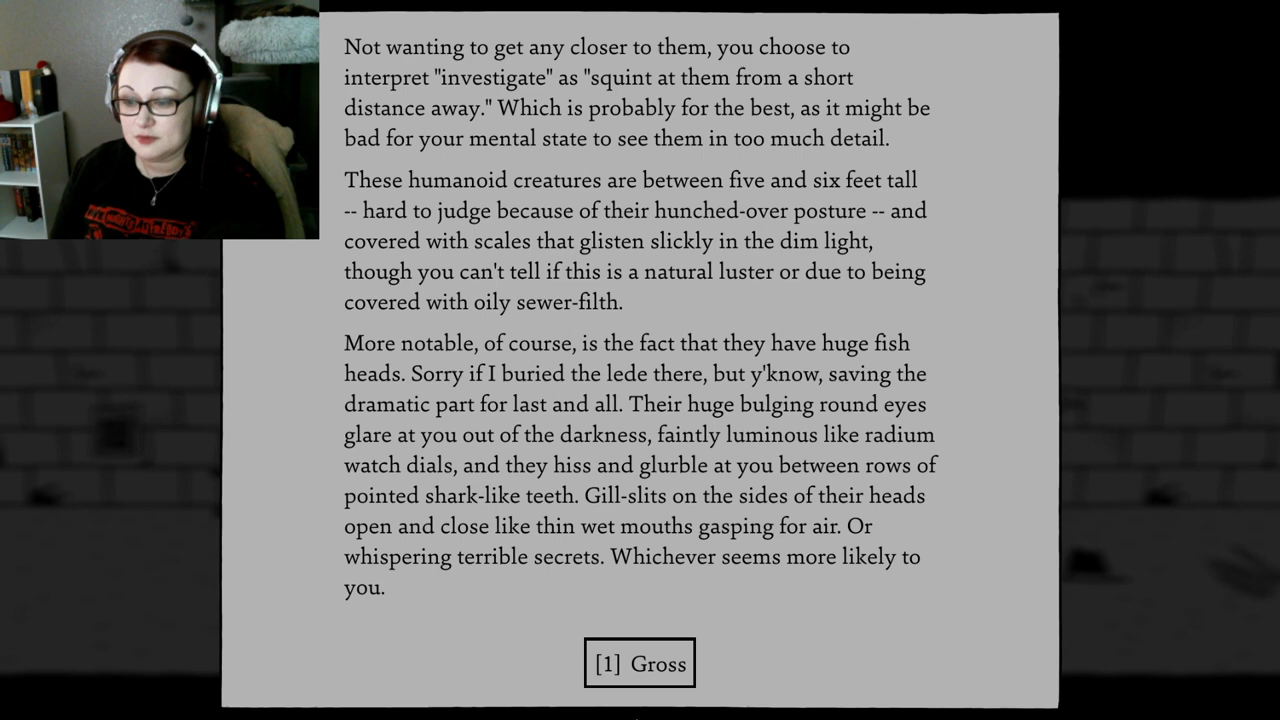 Not wanting to get any closer to them, you choose to
interpret "investigate" as "squint at them from a short
distance away." Which is probably for the best, as it might be
bad for your mental state to see them in too much detail.
These humanoid creatures are between five and six feet tall
-- hard to judge because of their hunched-over posture -- and
covered with scales that glisten slickly in the dim light,
though you can't tell if this is a natural luster or due to being
covered with oily sewer-filth.
More notable, of course, is the fact that they have huge fish
heads. Sorry if I buried the lede there, but y'know, saving the
dramatic part for last and all. Their huge bulging round eyes
glare at you out of the darkness, faintly luminous like radium
watch dials, and they hiss and glurble at you between rows of
pointed shark-like teeth. Gill-slits on the sides of their heads
open and close like thin wet mouths gasping for air. Or
whispering terrible secrets. Whichever seems more likely to
you.
[1] Gross